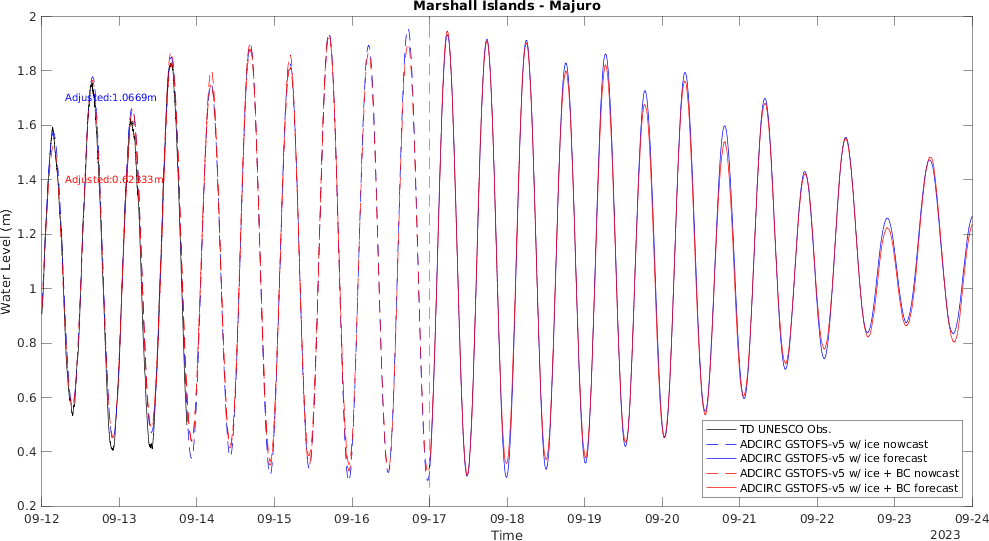 Marshall Islands - Majuro
Water Level (m)
2
1.8
1.6
1.4
1.2
1
0.8
0.6
0.4
0.2
Adjusted:1.0669m
Adjusted:0.62333m
TD UNESCO Obs.
ADCIRC GSTOFS-v5 w/ ice nowcast
ADCIRC GSTOFS-v5 w/ ice forecast
ADCIRC GSTOFS-v5 w/ ice + BC nowcast
ADCIRC GSTOFS-v5 w/ ice + BC forecast
09-12 09-13 09-14 09-15 09-16 09-17 09-18 09-19 09-20 09-21 09-22 09-23 09-24
Time
2023